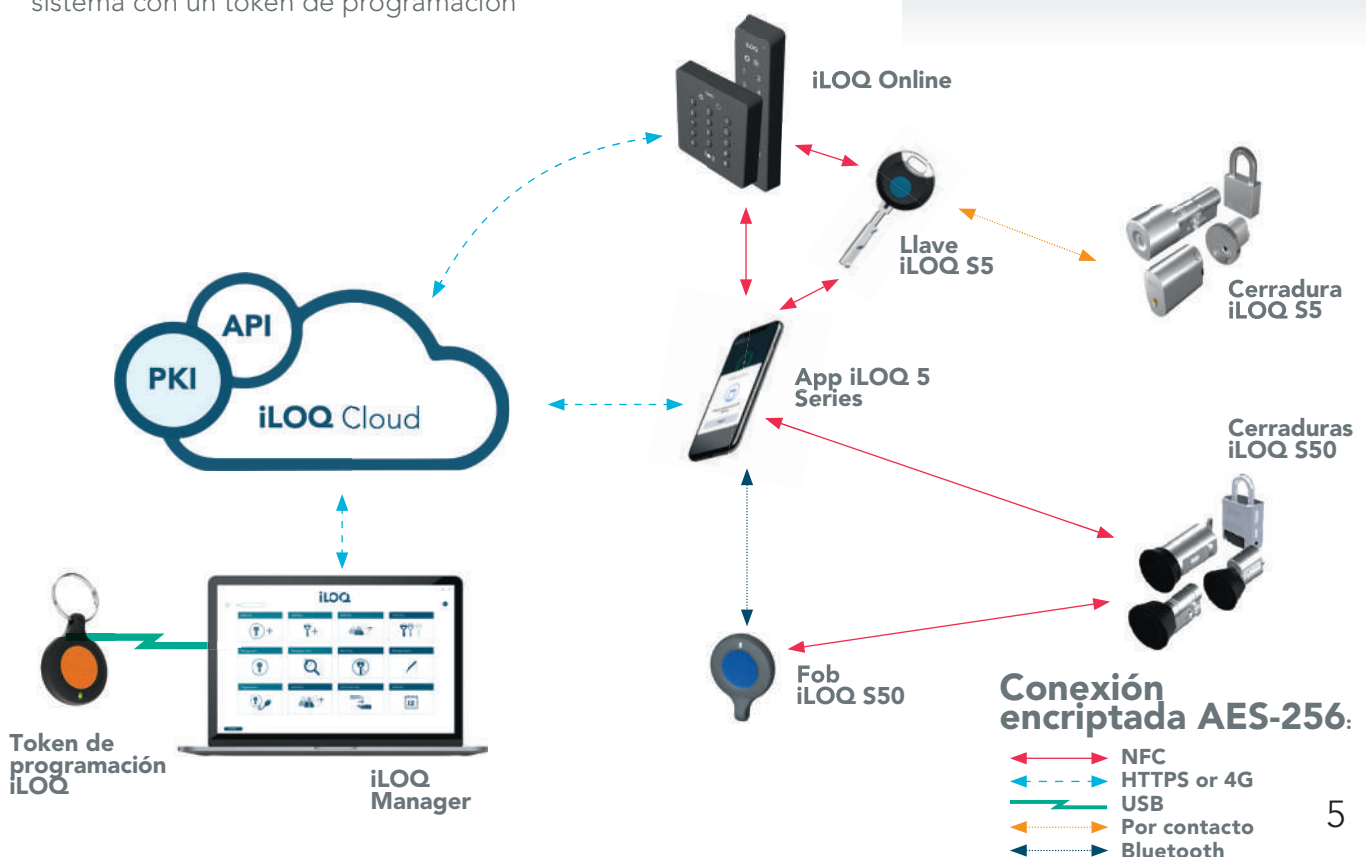 sistema con un token de programación
iLOQ Online
Llave
iLOQ S5
Cerradura
iLOQ S5
API
PKI
iLOQ Cloud
App iLOQ 5
Series
Cerraduras
iLOQ S50
iLOQ
Token de
programación
iLOQ
iLOQ
Manager
Fob
iLOQ S50
Conexión
encriptada AES-256:
NFC
HTTPS or 4G
USB
Por contacto
Bluetooth
5